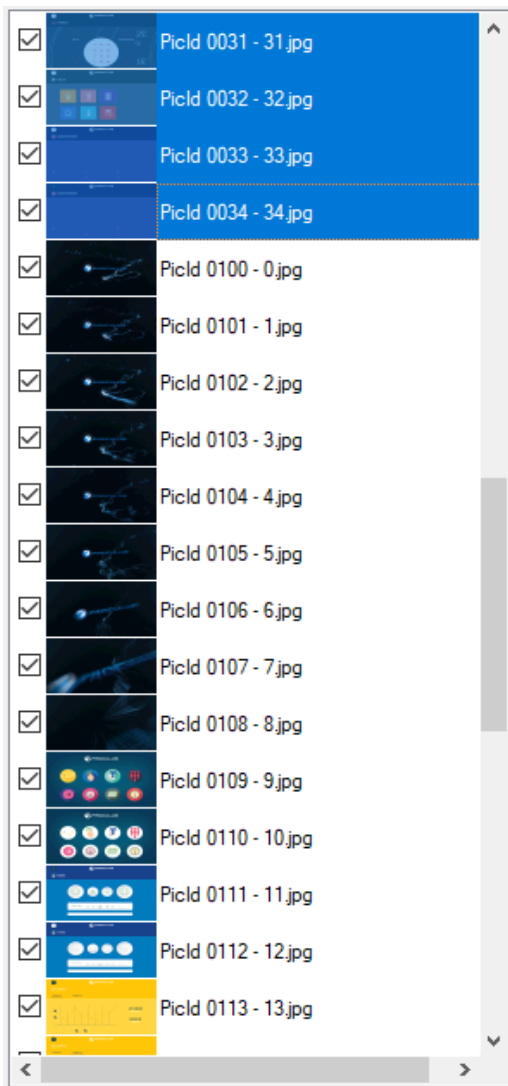 PicId 0031 - 31.jpg
PicId 0032 - 32.jpg
PicId 0033 - 33.jpg
PicId 0034 - 34.jpg
PicId 0100 - 0.jpg
PicId 0101 - 1.jpg
PicId 0102 - 2.jpg
PicId 0103 - 3.jpg
PicId 0104 - 4.jpg
PicId 0105 - 5.jpg
PicId 0106 - 6.jpg
PicId 0107 - 7.jpg
PicId 0108 - 8.jpg
PicId 0109 - 9.jpg
PicId 0110 - 10.jpg
PicId 0111 - 11.jpg
PicId 0112 - 12.jpg
PicId 0113 - 13.jpg